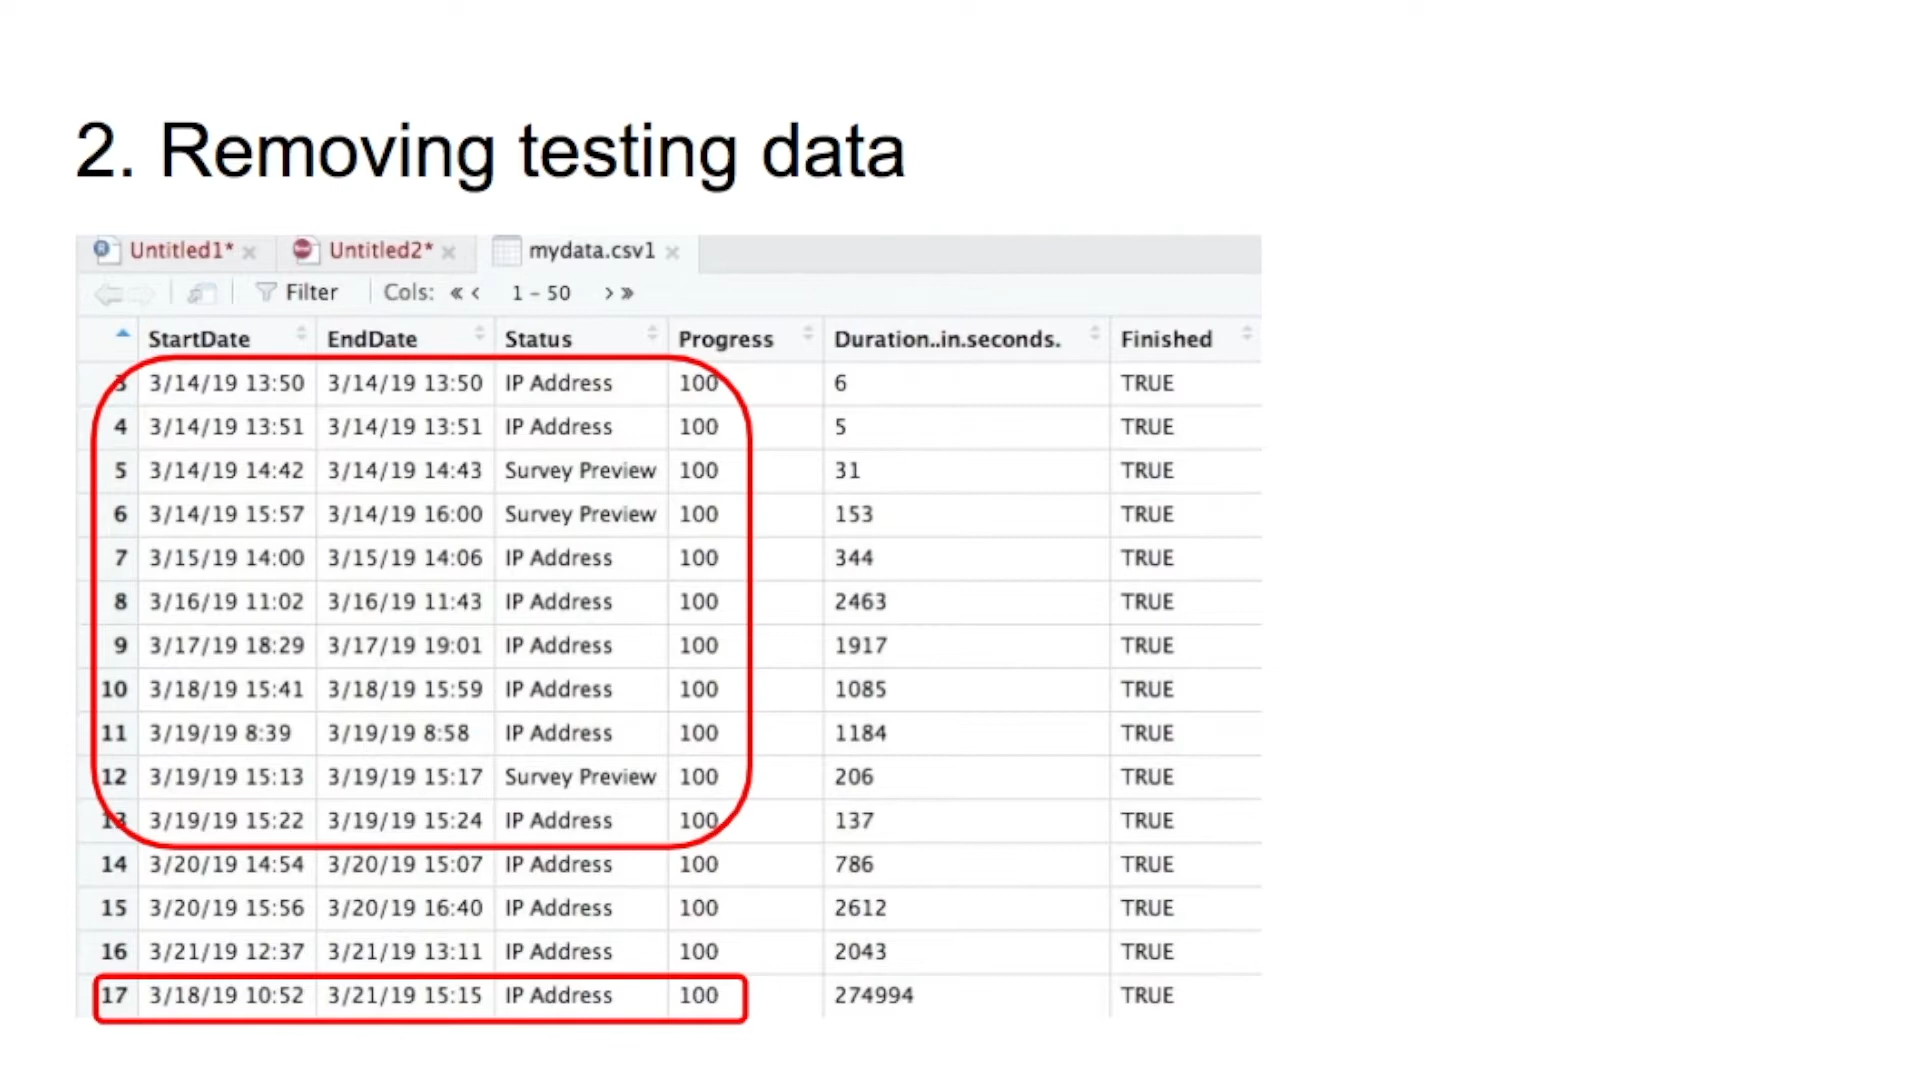 2. Removing testing data
Untitled1* × Untitled2* × mydata.csv1 ×
Filter Cols: « < 1 - 50 > »
StartDate EndDate Status Progress Duration..in.seconds. Finished
3 3/14/19 13:50 3/14/19 13:50 IP Address 100 6 TRUE
4 3/14/19 13:51 3/14/19 13:51 IP Address 100 5 TRUE
5 3/14/19 14:42 3/14/19 14:43 Survey Preview 100 31 TRUE
6 3/14/19 15:57 3/14/19 16:00 Survey Preview 100 153 TRUE
7 3/15/19 14:00 3/15/19 14:06 IP Address 100 344 TRUE
8 3/16/19 11:02 3/16/19 11:43 IP Address 100 2463 TRUE
9 3/17/19 18:29 3/17/19 19:01 IP Address 100 1917 TRUE
10 3/18/19 15:41 3/18/19 15:59 IP Address 100 1085 TRUE
11 3/19/19 8:39 3/19/19 8:58 IP Address 100 1184 TRUE
12 3/19/19 15:13 3/19/19 15:17 Survey Preview 100 206 TRUE
13 3/19/19 15:22 3/19/19 15:24 IP Address 100 137 TRUE
14 3/20/19 14:54 3/20/19 15:07 IP Address 100 786 TRUE
15 3/20/19 15:56 3/20/19 16:40 IP Address 100 2612 TRUE
16 3/21/19 12:37 3/21/19 13:11 IP Address 100 2043 TRUE
17 3/18/19 10:52 3/21/19 15:15 IP Address 100 274994 TRUE